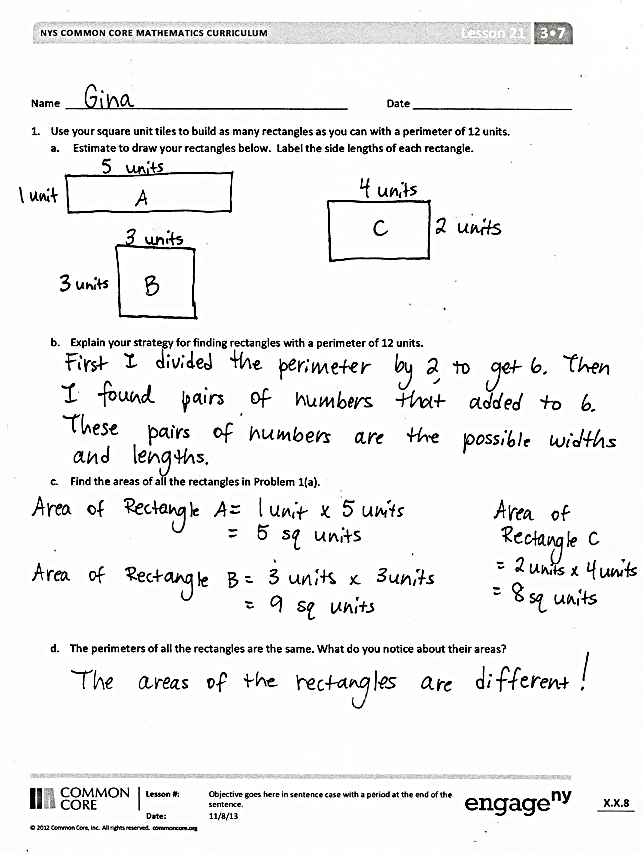 NYS COMMON CORE MATHEMATICS CURRICULUM Lesson 21 3•7
Name Gina Date
1. Use your square unit tiles to build as many rectangles as you can with a perimeter of 12 units.
a. Estimate to draw your rectangles below. Label the side lengths of each rectangle.
5 units
1 unit A
4 units
C 2 units
3 units
3 units B
b. Explain your strategy for finding rectangles with a perimeter of 12 units.
First I divided the perimeter by 2 to get 6. Then
I found pairs of numbers that added to 6.
These pairs of numbers are the possible widths
and lengths.
c. Find the areas of all the rectangles in Problem 1(a).
Area of Rectangle A = 1 unit x 5 units
= 5 sq units
Area of Rectangle B = 3 units x 3 units
= 9 sq units
Area of
Rectangle C
= 2 units x 4 units
= 8 sq units
d. The perimeters of all the rectangles are the same. What do you notice about their areas?
The areas of the rectangles are different!
COMMON CORE
Lesson #:
Date:
Objective goes here in sentence case with a period at the end of the
sentence.
11/8/13
engage ny
X.X.8
© 2012 Common Core, Inc. All rights reserved. commoncore.org